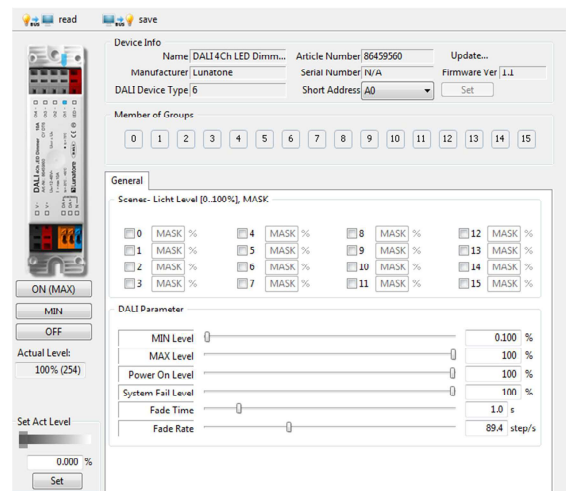 read save
Device Info
Name DALI 4Ch LED Dimm... Article Number 86459560 Update...
Manufacturer Lunatone Serial Number N/A Firmware Ver 1.1
DALI Device Type 6 Short Address A0 Set
Member of Groups
0 1 2 3 4 5 6 7 8 9 10 11 12 13 14 15
General
Scenes- Licht Level [0..100%], MASK
0 MASK % 4 MASK % 8 MASK % 12 MASK %
1 MASK % 5 MASK % 9 MASK % 13 MASK %
2 MASK % 6 MASK % 10 MASK % 14 MASK %
3 MASK % 7 MASK % 11 MASK % 15 MASK %
DALI 4Ch LED Dimmer 10A
Lunatone
ON (MAX)
MIN
OFF
Actual Level:
100% (254)
Set Act Level
0.000 %
Set
DALI Parameter
MIN Level 0.100 %
MAX Level 100 %
Power On Level 100 %
System Fail Level 100 %
Fade Time 1.0 s
Fade Rate 89.4 step/s